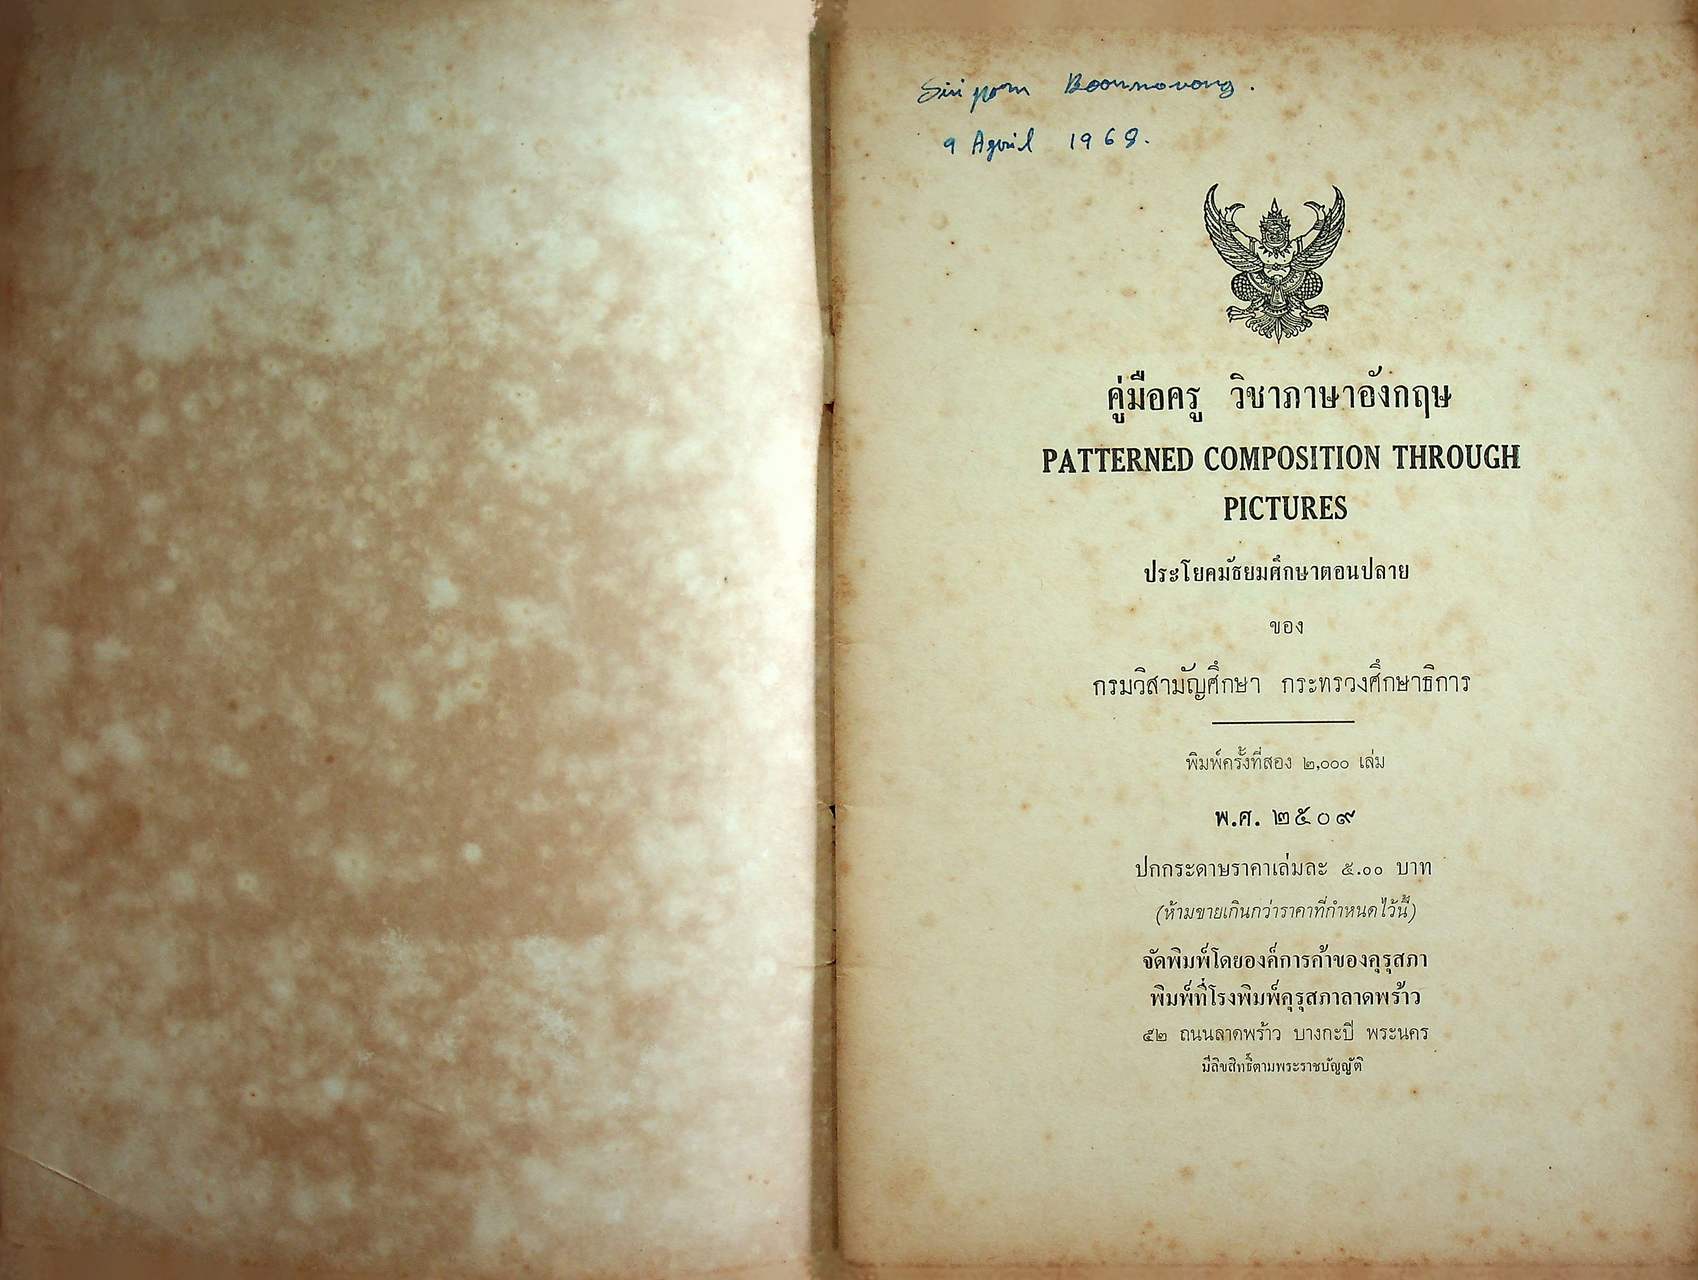 Siriporn Boonnovong.
9 April 1968.
คู่มือครู วิชาภาษาอังกฤษ
PATTERNED COMPOSITION THROUGH
PICTURES
ประโยคมัธยมศึกษาตอนปลาย
ของ
กรมวิสามัญศึกษา กระทรวงศึกษาธิการ
พิมพ์ครั้งที่สอง ๒,๐๐๐ เล่ม
พ.ศ. ๒๕๐๙
ปกกระดาษราคาเล่มละ ๕.๐๐ บาท
(ห้ามขายเกินกว่าราคาที่กำหนดไว้นี้)
จัดพิมพ์โดยองค์การค้าของคุรุสภา
พิมพ์ที่โรงพิมพ์คุรุสภาลาดพร้าว
๕๒ ถนนลาดพร้าว บางกะปิ พระนคร
มีลิขสิทธิ์ตามพระราชบัญญัติ